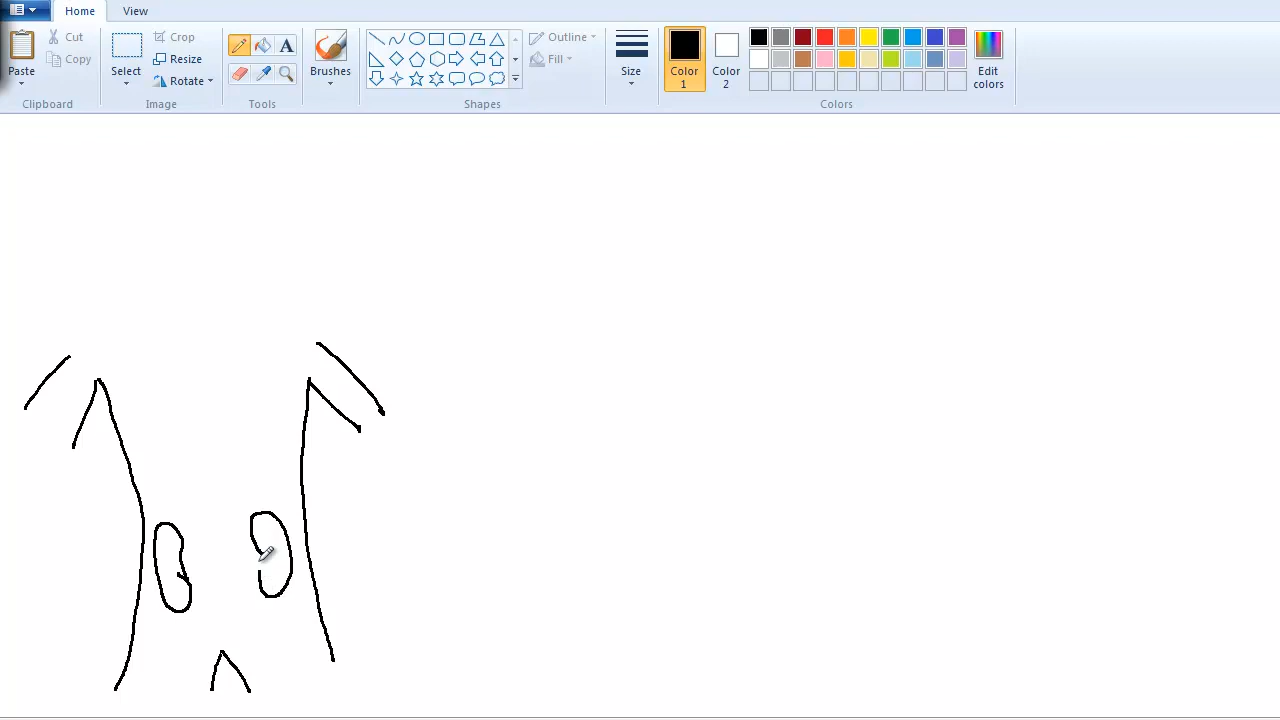 Home View
Paste
Cut
Copy
Clipboard
Select
Crop
Resize
Rotate
Image
A
Tools
Brushes
Outline
Fill
Shapes
Size
Color
1
Color
2
Edit
colors
Colors